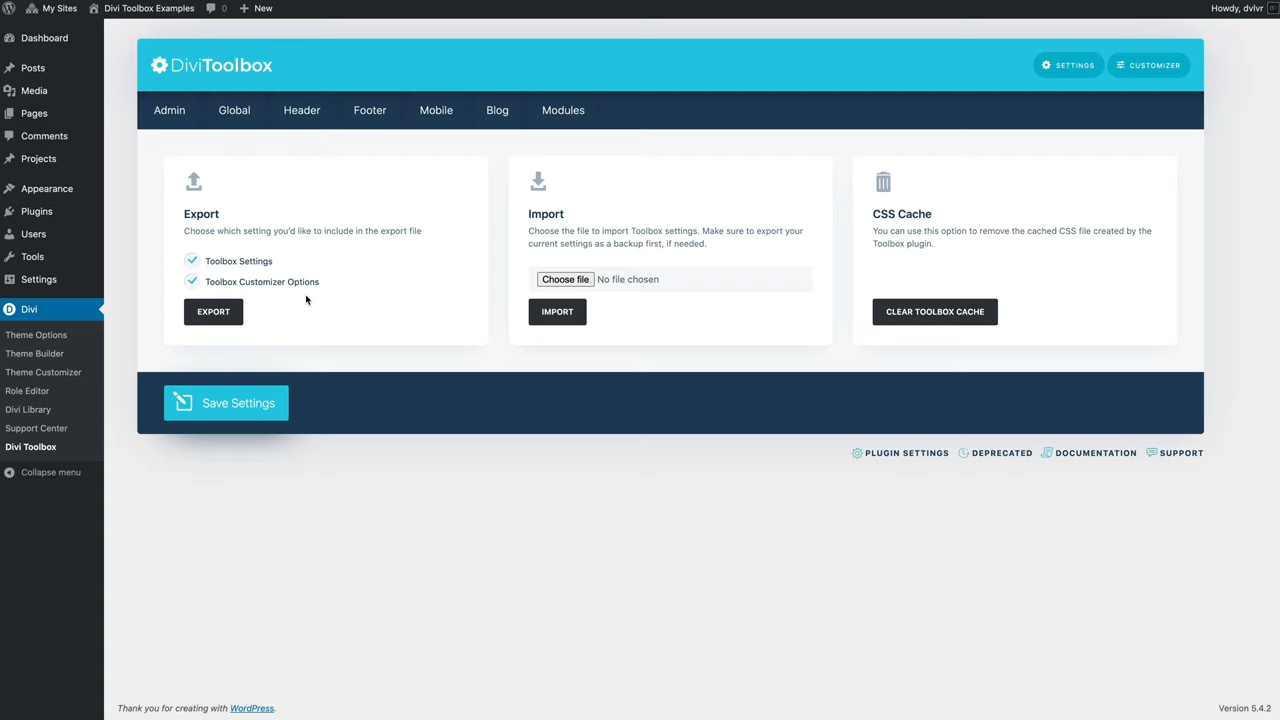 My Sites
Divi Toolbox Examples
0
New
Howdy, dvlvr
Dashboard
Posts
Media
Pages
Comments
Projects
Appearance
Plugins
Users
Tools
Settings
Divi
Theme Options
Theme Builder
Theme Customizer
Role Editor
Divi Library
Support Center
Divi Toolbox
Collapse menu
DiviToolbox
SETTINGS
CUSTOMIZER
Admin
Global
Header
Footer
Mobile
Blog
Modules
Export
Choose which setting you'd like to include in the export file
Toolbox Settings
Toolbox Customizer Options
EXPORT
Import
Choose the file to import Toolbox settings. Make sure to export your
current settings as a backup first, if needed.
Choose file No file chosen
IMPORT
CSS Cache
You can use this option to remove the cached CSS file created by the
Toolbox plugin.
CLEAR TOOLBOX CACHE
Save Settings
PLUGIN SETTINGS
DEPRECATED
DOCUMENTATION
SUPPORT
Thank you for creating with WordPress.
Version 5.4.2